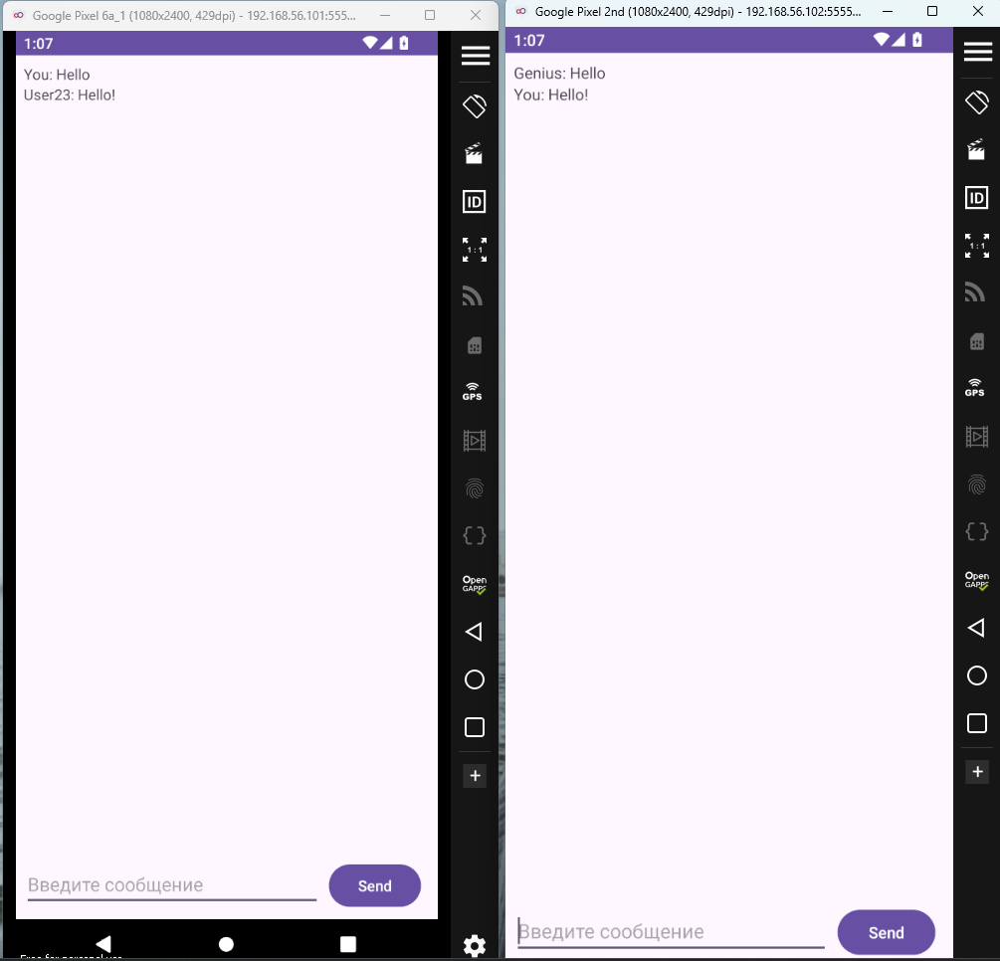 Google Pixel 6a_1 (1080x2400, 429dpi) - 192.168.56.101:555...
1:07
You: Hello
User23: Hello!
ID
1 : 1
GPS
{}
Open
GAPPS
+
Введите сообщение
Send
Free for personal use
Google Pixel 2nd (1080x2400, 429dpi) - 192.168.56.102:5555...
1:07
Genius: Hello
You: Hello!
ID
1 : 1
GPS
{}
Open
GAPPS
+
Введите сообщение
Send